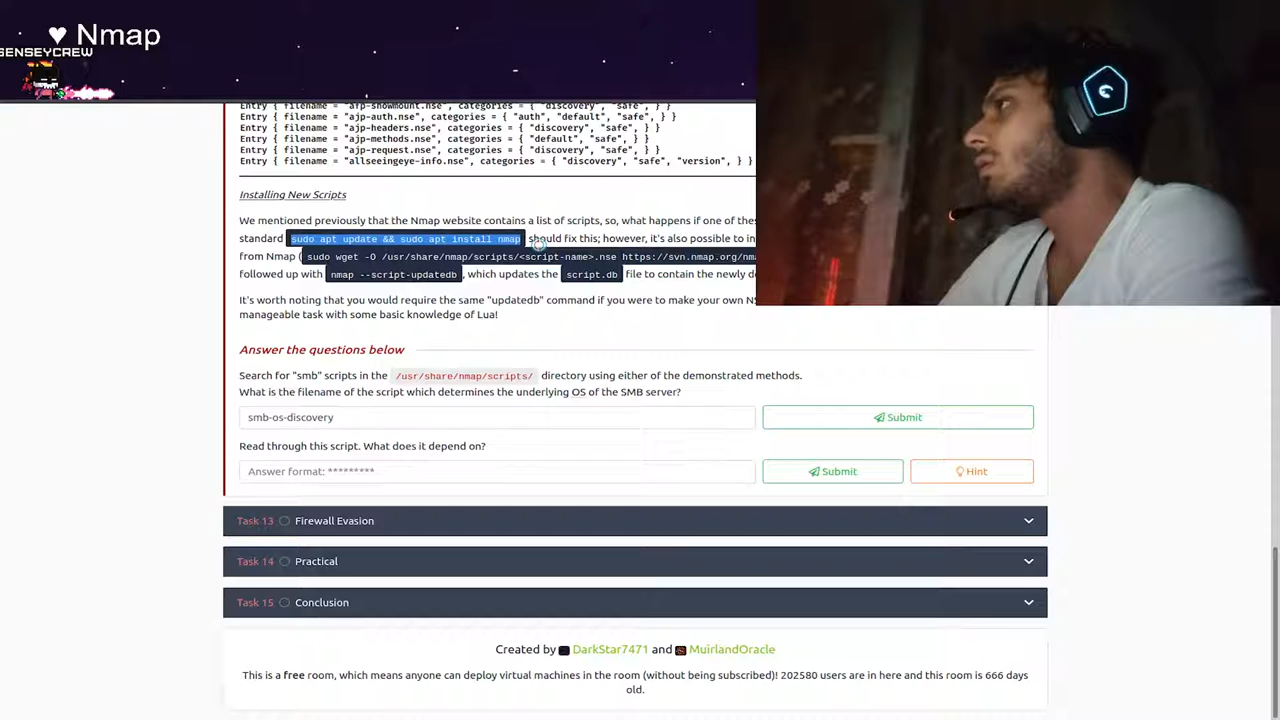 ♥ Nmap
SENSEYCREW
Entry { filename = "afp-showmount.nse", categories = { "discovery", "safe", } }
Entry { filename = "ajp-auth.nse", categories = { "auth", "default", "safe", } }
Entry { filename = "ajp-headers.nse", categories = { "discovery", "safe", } }
Entry { filename = "ajp-methods.nse", categories = { "default", "safe", } }
Entry { filename = "ajp-request.nse", categories = { "discovery", "safe", } }
Entry { filename = "allseeingeye-info.nse", categories = { "discovery", "safe", "version", } }
Installing New Scripts
We mentioned previously that the Nmap website contains a list of scripts, so, what happens if one of thes
standard sudo apt update && sudo apt install nmap should fix this; however, it's also possible to in
from Nmap ( sudo wget -O /usr/share/nmap/scripts/<script-name>.nse https://svn.nmap.org/nm
followed up with nmap --script-updatedb, which updates the script.db file to contain the newly d
It's worth noting that you would require the same "updatedb" command if you were to make your own NS
manageable task with some basic knowledge of Lua!
Answer the questions below
Search for "smb" scripts in the /usr/share/nmap/scripts/ directory using either of the demonstrated methods.
What is the filename of the script which determines the underlying OS of the SMB server?
smb-os-discovery
Submit
Read through this script. What does it depend on?
Answer format: *********
Submit
Hint
Task 13 Firewall Evasion
Task 14 Practical
Task 15 Conclusion
Created by DarkStar7471 and MuirlandOracle
This is a free room, which means anyone can deploy virtual machines in the room (without being subscribed)! 202580 users are in here and this room is 666 days
old.